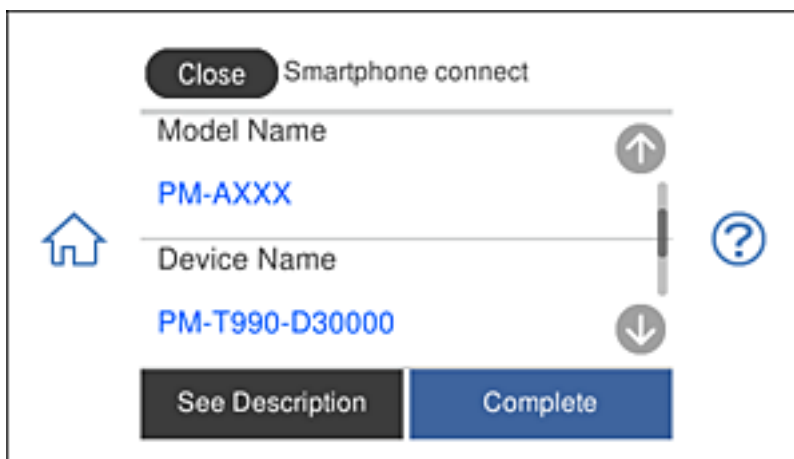 Close Smartphone connect
Model Name
PM-AXXX
Device Name
PM-T990-D30000
See Description Complete